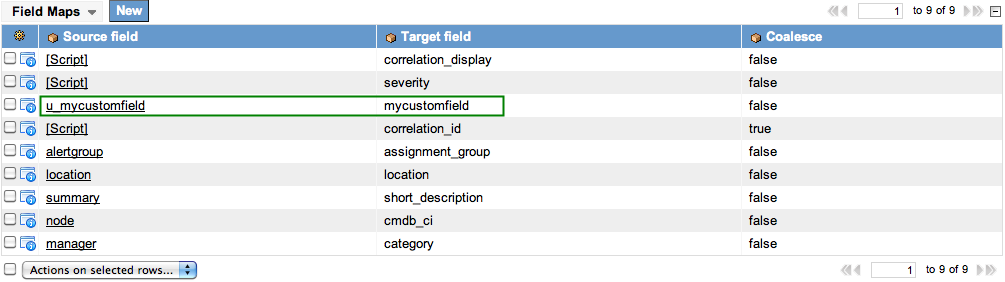 Field Maps New 1 to 9 of 9
Source field Target field Coalesce
[Script] correlation_display false
[Script] severity false
u_mycustomfield mycustomfield false
[Script] correlation_id true
alertgroup assignment_group false
location location false
summary short_description false
node cmdb_ci false
manager category false
Actions on selected rows... 1 to 9 of 9